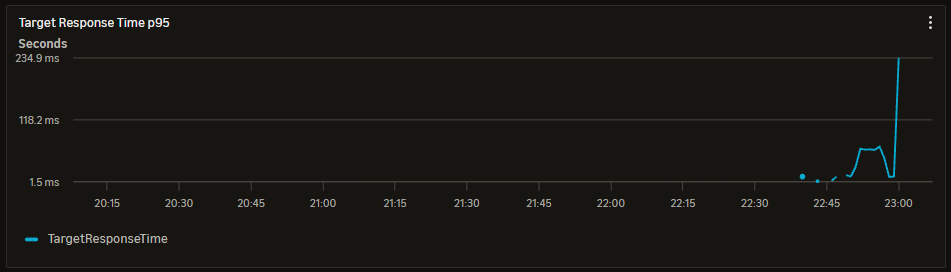 Target Response Time p95
Seconds
234.9 ms
118.2 ms
1.5 ms
20:15 20:30 20:45 21:00 21:15 21:30 21:45 22:00 22:15 22:30 22:45 23:00
TargetResponseTime